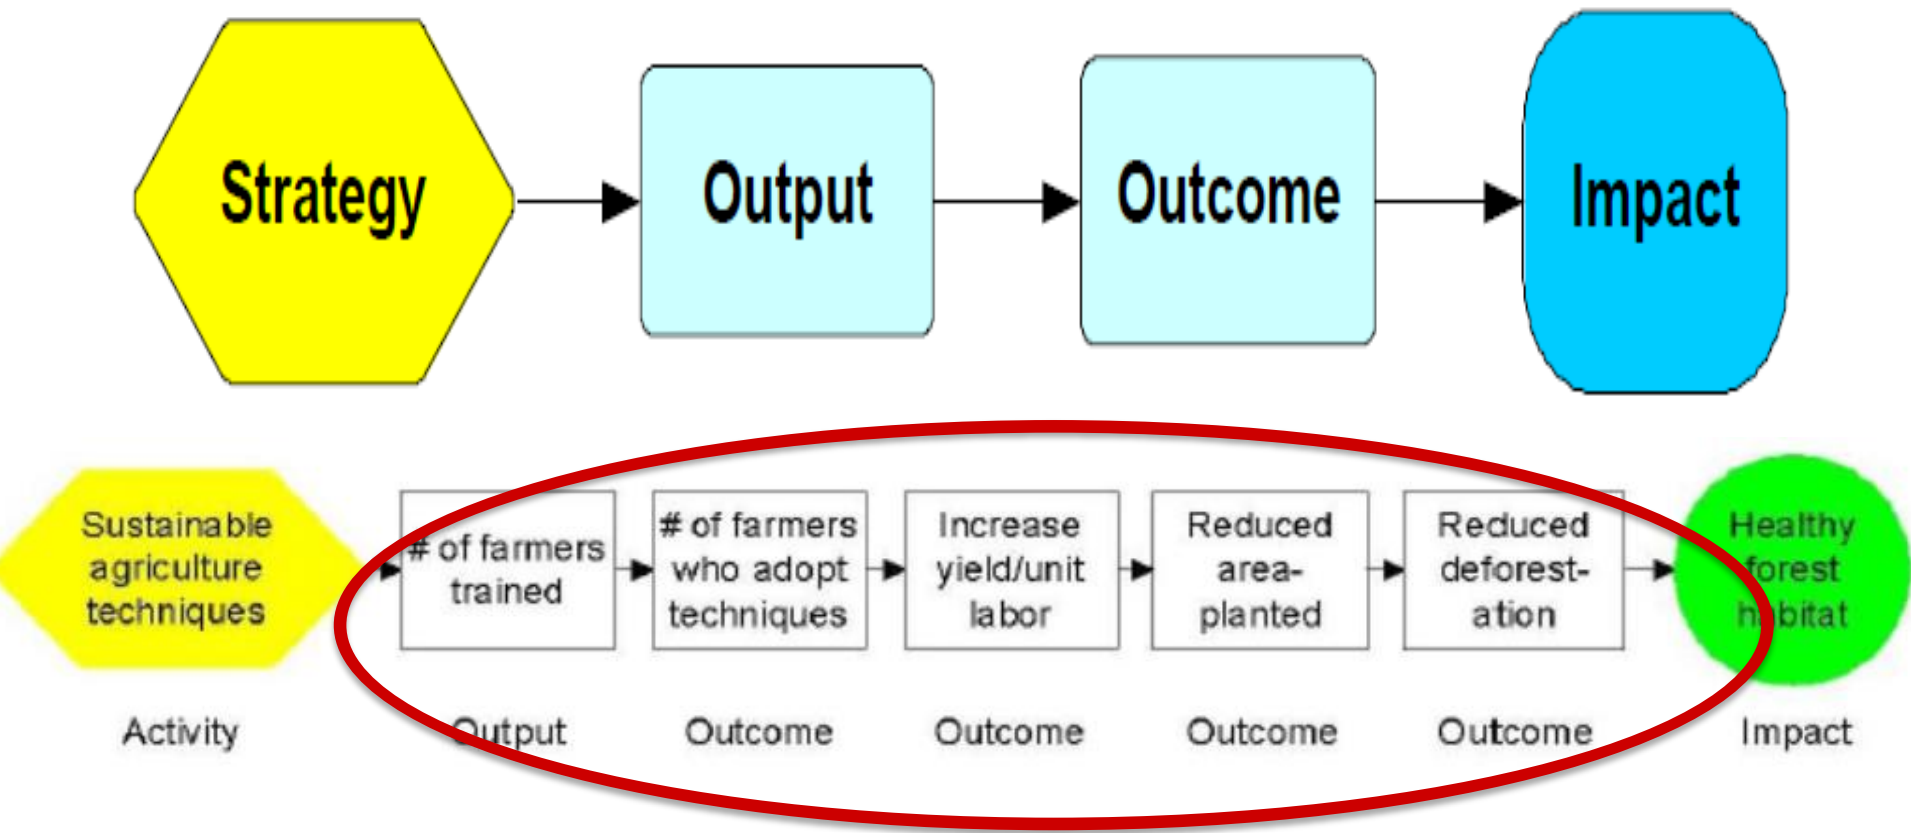 Strategy
Output
Outcome
Impact
Sustainable
agriculture
techniques
# of farmers
trained
# of farmers
who adopt
techniques
Increase
yield/unit
labor
Reduced
area-
planted
Reduced
deforest-
ation
Healthy
forest
habitat
Activity
Output
Outcome
Outcome
Outcome
Outcome
Impact